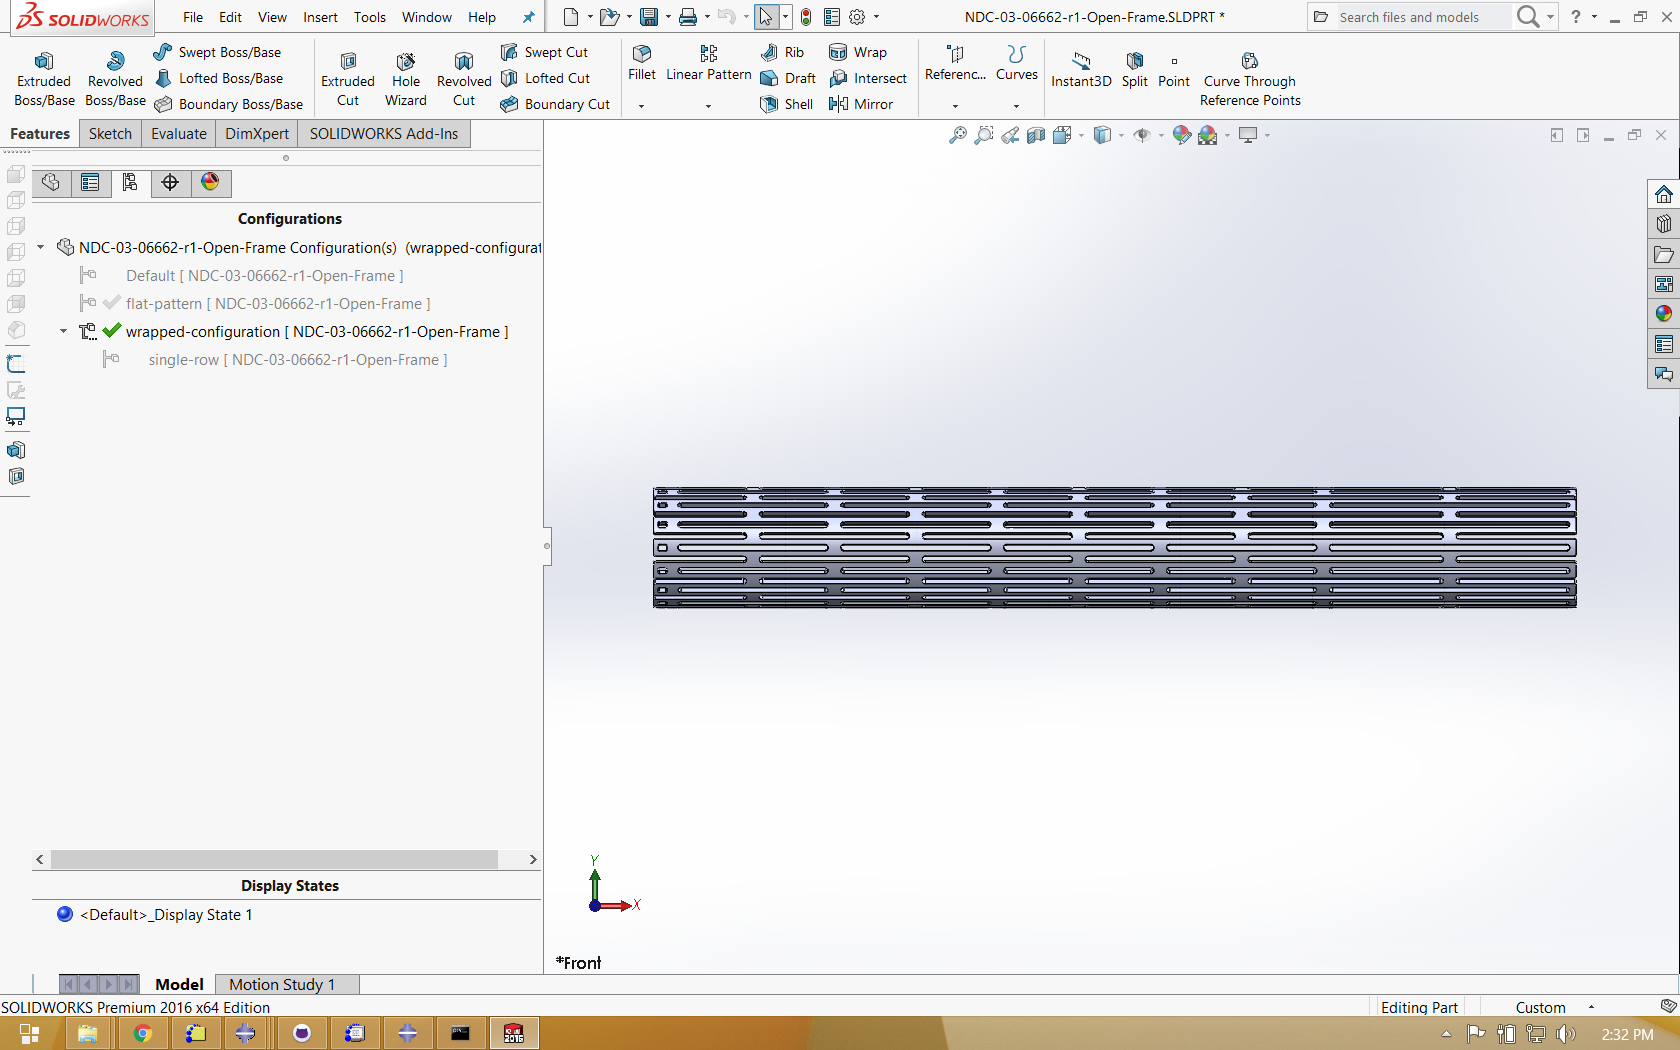 SOLIDWORKS File Edit View Insert Tools Window Help NDC-03-06662-r1-Open-Frame.SLDPRT * Search files and models ?
Extruded Boss/Base
Revolved Boss/Base
Swept Boss/Base
Lofted Boss/Base
Boundary Boss/Base
Extruded Cut
Hole Wizard
Revolved Cut
Swept Cut
Lofted Cut
Boundary Cut
Fillet
Linear Pattern
Rib
Draft
Shell
Wrap
Intersect
Mirror
Referenc...
Curves
Instant3D
Split
Point
Curve Through
Reference Points
Features Sketch Evaluate DimXpert SOLIDWORKS Add-Ins
Configurations
NDC-03-06662-r1-Open-Frame Configuration(s) (wrapped-configurat
Default [ NDC-03-06662-r1-Open-Frame ]
flat-pattern [ NDC-03-06662-r1-Open-Frame ]
wrapped-configuration [ NDC-03-06662-r1-Open-Frame ]
single-row [ NDC-03-06662-r1-Open-Frame ]
Y
X
Display States
<Default>_Display State 1
*Front
Model Motion Study 1
SOLIDWORKS Premium 2016 x64 Edition Editing Part Custom
2:32 PM